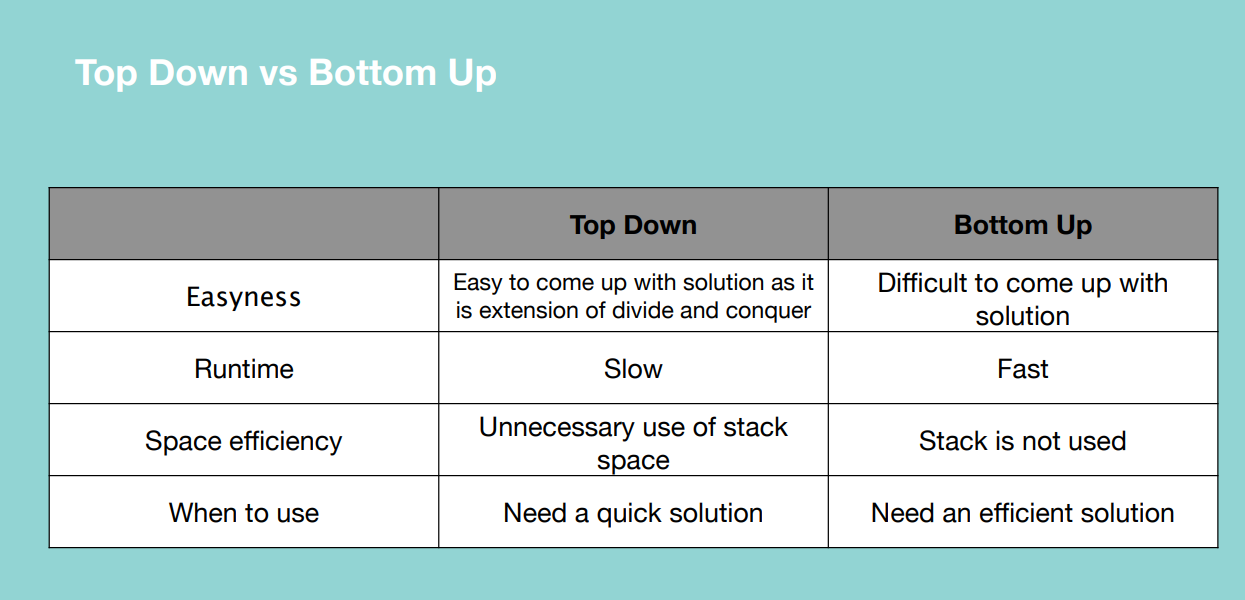 Top Down vs Bottom Up
Top Down
Bottom Up
Easyness
Easy to come up with solution as it
is extension of divide and conquer
Difficult to come up with
solution
Runtime
Slow
Fast
Space efficiency
Unnecessary use of stack
space
Stack is not used
When to use
Need a quick solution
Need an efficient solution